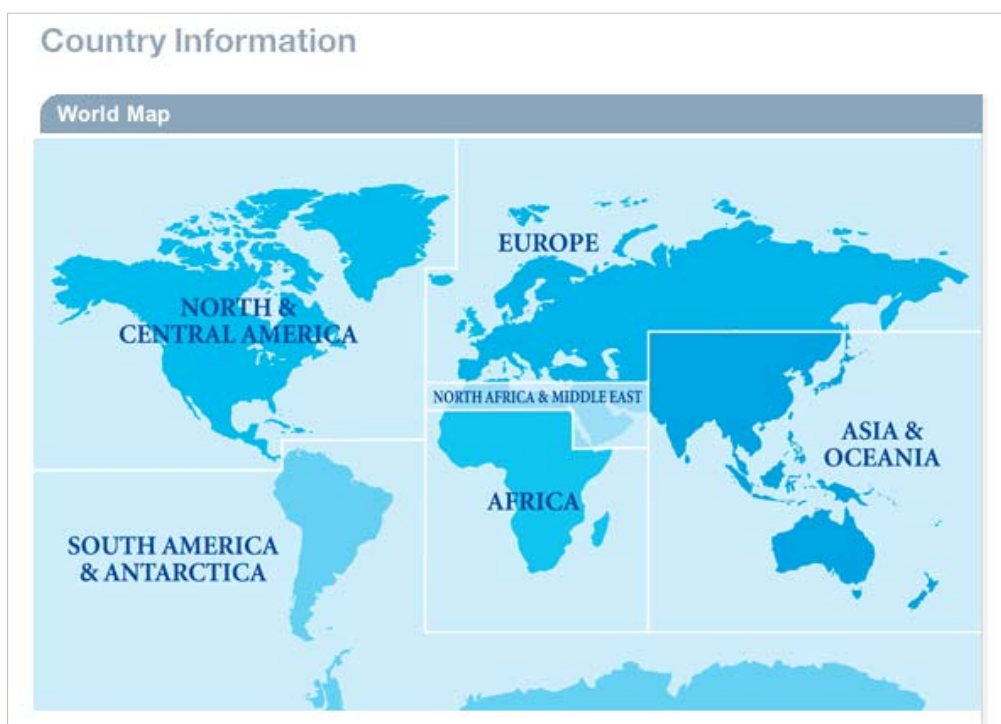 Country Information
World Map
EUROPE
NORTH &
CENTRAL AMERICA
NORTH AFRICA & MIDDLE EAST
ASIA &
OCEANIA
AFRICA
SOUTH AMERICA
& ANTARCTICA